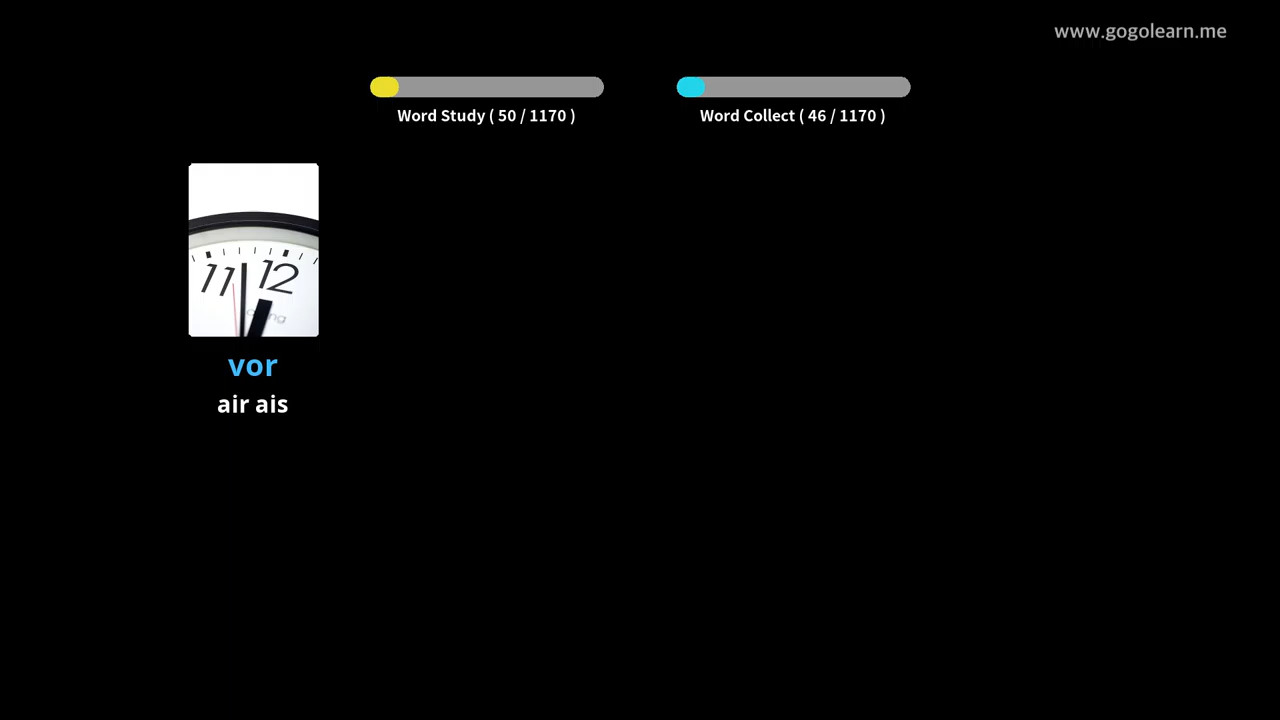 www.gogolearn.me
Word Study ( 50 / 1170 )
Word Collect ( 46 / 1170 )
11 12
vor
air ais